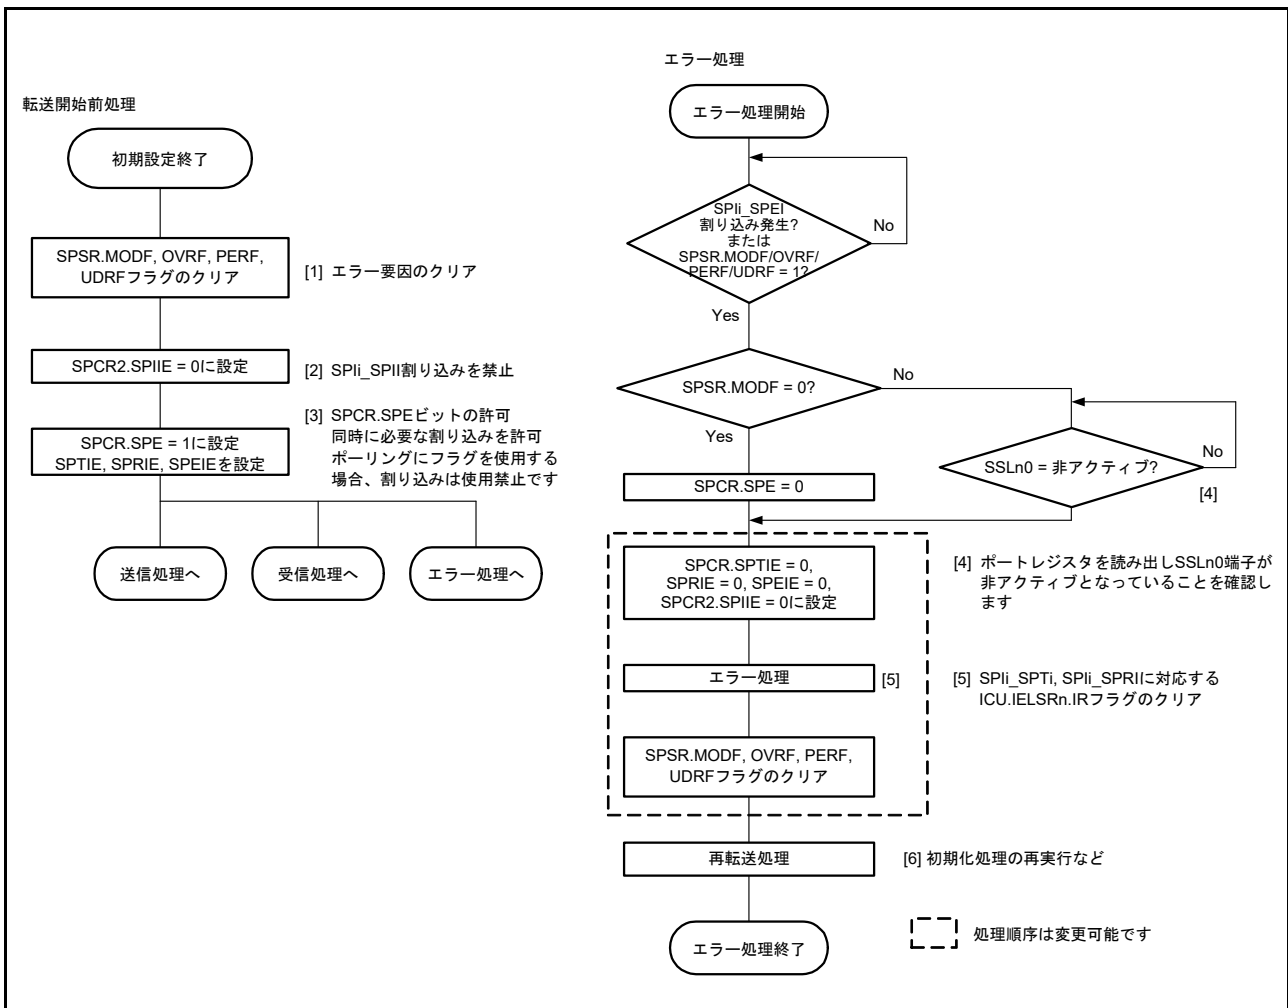 転送開始前処理
初期設定終了
SPSR.MODF, OVRF, PERF,
UDRFフラグのクリア
[1] エラー要因のクリア
SPCR2.SPIIE = 0に設定
[2] SPIi_SPII割り込みを禁止
SPCR.SPE = 1に設定
SPTIE, SPRIE, SPEIEを設定
[3] SPCR.SPEビットの許可
同時に必要な割り込みを許可
ポーリングにフラグを使用する
場合、割り込みは使用禁止です
送信処理へ
受信処理へ
エラー処理へ
エラー処理
エラー処理開始
SPIi_SPEI
割り込み発生?
または
SPSR.MODF/OVRF/
PERF/UDRF = 1?
No
Yes
SPSR.MODF = 0?
No
Yes
SSLn0 = 非アクティブ?
No
[4]
SPCR.SPE = 0
SPCR.SPTIE = 0,
SPRIE = 0, SPEIE = 0,
SPCR2.SPIIE = 0に設定
[4] ポートレジスタを読み出しSSLn0端子が
非アクティブとなっていることを確認し
ます
エラー処理
[5]
[5] SPIi_SPTi, SPIi_SPRIに対応する
ICU.IELSRn.IRフラグのクリア
SPSR.MODF, OVRF, PERF,
UDRFフラグのクリア
再転送処理
[6] 初期化処理の再実行など
エラー処理終了
処理順序は変更可能です